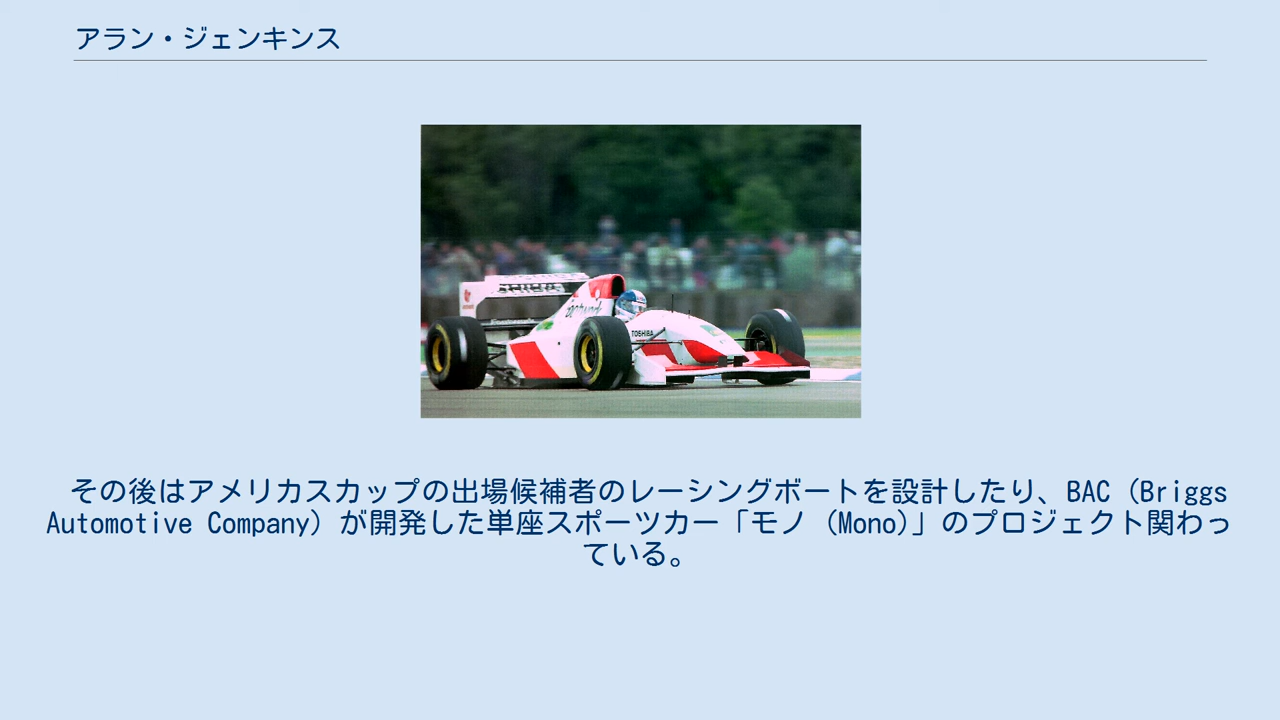 アラン・ジェンキンス
TOSHIBA
その後はアメリカスカップの出場候補者のレーシングボートを設計したり、BAC（Briggs
Automotive Company）が開発した単座スポーツカー「モノ（Mono)」のプロジェクト関わっ
ている。